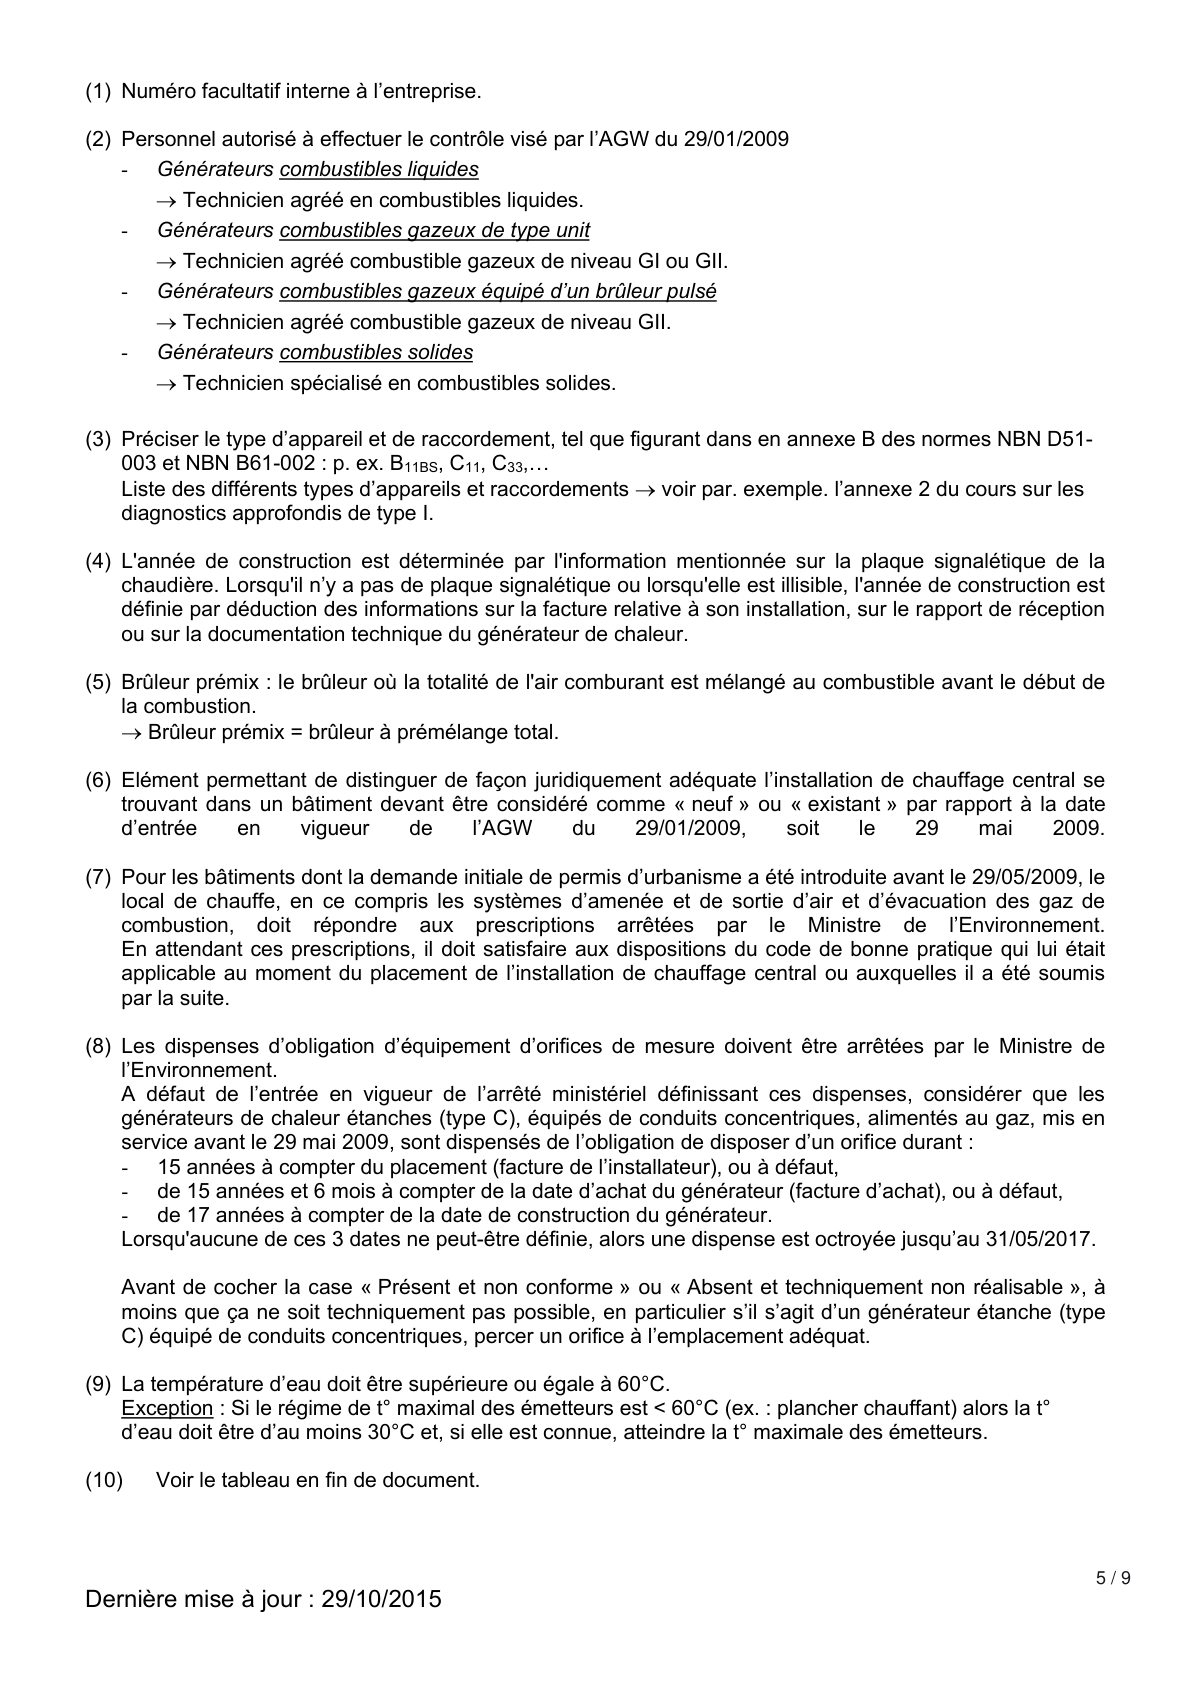 (1) Numéro facultatif interne à l’entreprise.
(2) Personnel autorisé à effectuer le contrôle visé par l’AGW du 29/01/2009
- Générateurs combustibles liquides
→ Technicien agréé en combustibles liquides.
- Générateurs combustibles gazeux de type unit
→ Technicien agréé combustible gazeux de niveau GI ou GII.
- Générateurs combustibles gazeux équipé d’un brûleur pulsé
→ Technicien agréé combustible gazeux de niveau GII.
- Générateurs combustibles solides
→ Technicien spécialisé en combustibles solides.
(3) Préciser le type d’appareil et de raccordement, tel que figurant dans en annexe B des normes NBN D51-
003 et NBN B61-002 : p. ex. B11BS, C11, C33,…
Liste des différents types d’appareils et raccordements → voir par. exemple. l’annexe 2 du cours sur les
diagnostics approfondis de type I.
(4) L'année de construction est déterminée par l'information mentionnée sur la plaque signalétique de la
chaudière. Lorsqu'il n’y a pas de plaque signalétique ou lorsqu'elle est illisible, l'année de construction est
définie par déduction des informations sur la facture relative à son installation, sur le rapport de réception
ou sur la documentation technique du générateur de chaleur.
(5) Brûleur prémix : le brûleur où la totalité de l'air comburant est mélangé au combustible avant le début de
la combustion.
→ Brûleur prémix = brûleur à prémélange total.
(6) Elément permettant de distinguer de façon juridiquement adéquate l’installation de chauffage central se
trouvant dans un bâtiment devant être considéré comme « neuf » ou « existant » par rapport à la date
d’entrée en vigueur de l’AGW du 29/01/2009, soit le 29 mai 2009.
(7) Pour les bâtiments dont la demande initiale de permis d’urbanisme a été introduite avant le 29/05/2009, le
local de chauffe, en ce compris les systèmes d’amenée et de sortie d’air et d’évacuation des gaz de
combustion, doit répondre aux prescriptions arrêtées par le Ministre de l’Environnement.
En attendant ces prescriptions, il doit satisfaire aux dispositions du code de bonne pratique qui lui était
applicable au moment du placement de l’installation de chauffage central ou auxquelles il a été soumis
par la suite.
(8) Les dispenses d’obligation d’équipement d’orifices de mesure doivent être arrêtées par le Ministre de
l’Environnement.
A défaut de l’entrée en vigueur de l’arrêté ministériel définissant ces dispenses, considérer que les
générateurs de chaleur étanches (type C), équipés de conduits concentriques, alimentés au gaz, mis en
service avant le 29 mai 2009, sont dispensés de l’obligation de disposer d’un orifice durant :
- 15 années à compter du placement (facture de l’installateur), ou à défaut,
- de 15 années et 6 mois à compter de la date d’achat du générateur (facture d’achat), ou à défaut,
- de 17 années à compter de la date de construction du générateur.
Lorsqu'aucune de ces 3 dates ne peut-être définie, alors une dispense est octroyée jusqu’au 31/05/2017.
Avant de cocher la case « Présent et non conforme » ou « Absent et techniquement non réalisable », à
moins que ça ne soit techniquement pas possible, en particulier s’il s’agit d’un générateur étanche (type
C) équipé de conduits concentriques, percer un orifice à l’emplacement adéquat.
(9) La température d’eau doit être supérieure ou égale à 60°C.
Exception : Si le régime de t° maximal des émetteurs est < 60°C (ex. : plancher chauffant) alors la t°
d’eau doit être d’au moins 30°C et, si elle est connue, atteindre la t° maximale des émetteurs.
(10) Voir le tableau en fin de document.
5 / 9
Dernière mise à jour : 29/10/2015